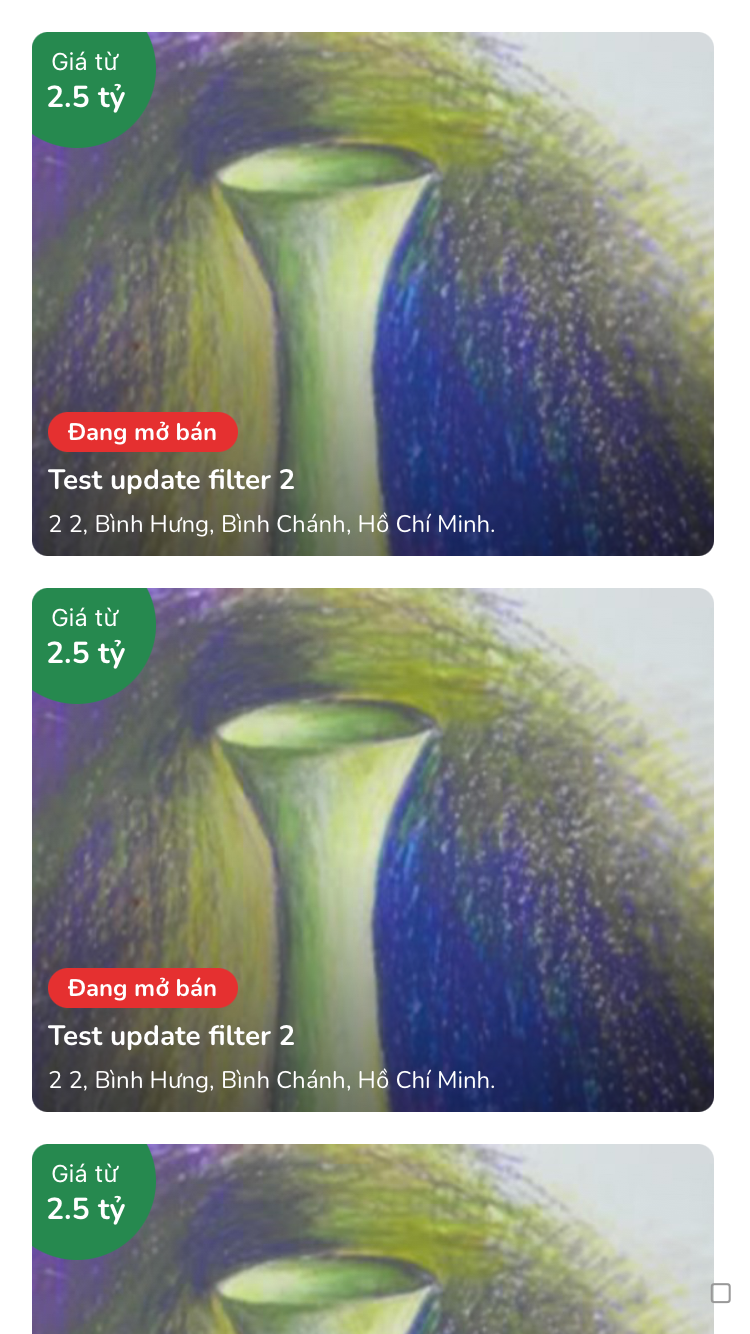 Giá từ
2.5 tỷ
Đang mở bán
Test update filter 2
2 2, Bình Hưng, Bình Chánh, Hồ Chí Minh.
Giá từ
2.5 tỷ
Đang mở bán
Test update filter 2
2 2, Bình Hưng, Bình Chánh, Hồ Chí Minh.
Giá từ
2.5 tỷ